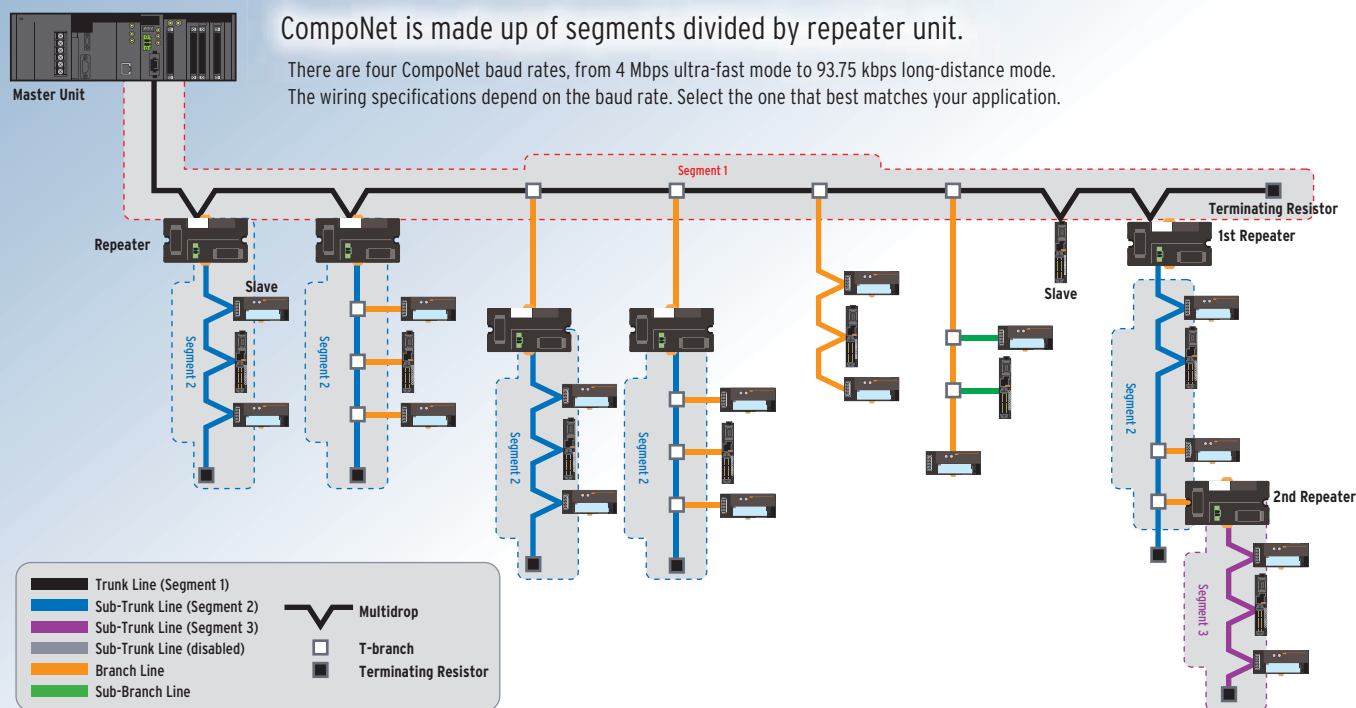 CompoNet is made up of segments divided by repeater unit.
There are four CompoNet baud rates, from 4 Mbps ultra-fast mode to 93.75 kbps long-distance mode.
The wiring specifications depend on the baud rate. Select the one that best matches your application.
Master Unit
Segment 1
Terminating Resistor
Repeater
1st Repeater
Slave
Slave
Segment 2
Segment 2
Segment 2
Segment 2
Segment 2
2nd Repeater
Segment 3
Trunk Line (Segment 1)
Sub-Trunk Line (Segment 2)
Sub-Trunk Line (Segment 3)
Sub-Trunk Line (disabled)
Branch Line
Sub-Branch Line
Multidrop
T-branch
Terminating Resistor